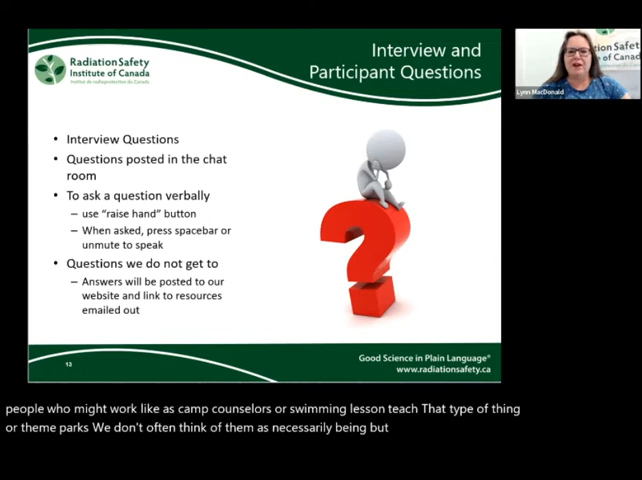 Radiation Safety
Institute of Canada
Institut de radioprotection du Canada
Interview and
Participant Questions
Interview Questions
Questions posted in the chat
room
To ask a question verbally
– use “raise hand” button
– When asked, press spacebar or
unmute to speak
Questions we do not get to
– Answers will be posted to our
website and link to resources
emailed out
13
Good Science in Plain Language®
www.radiationsafety.ca
Lynn MacDonald
people who might work like as camp counselors or swimming lesson teach That type of thing
or theme parks We don't often think of them as necessarily being but